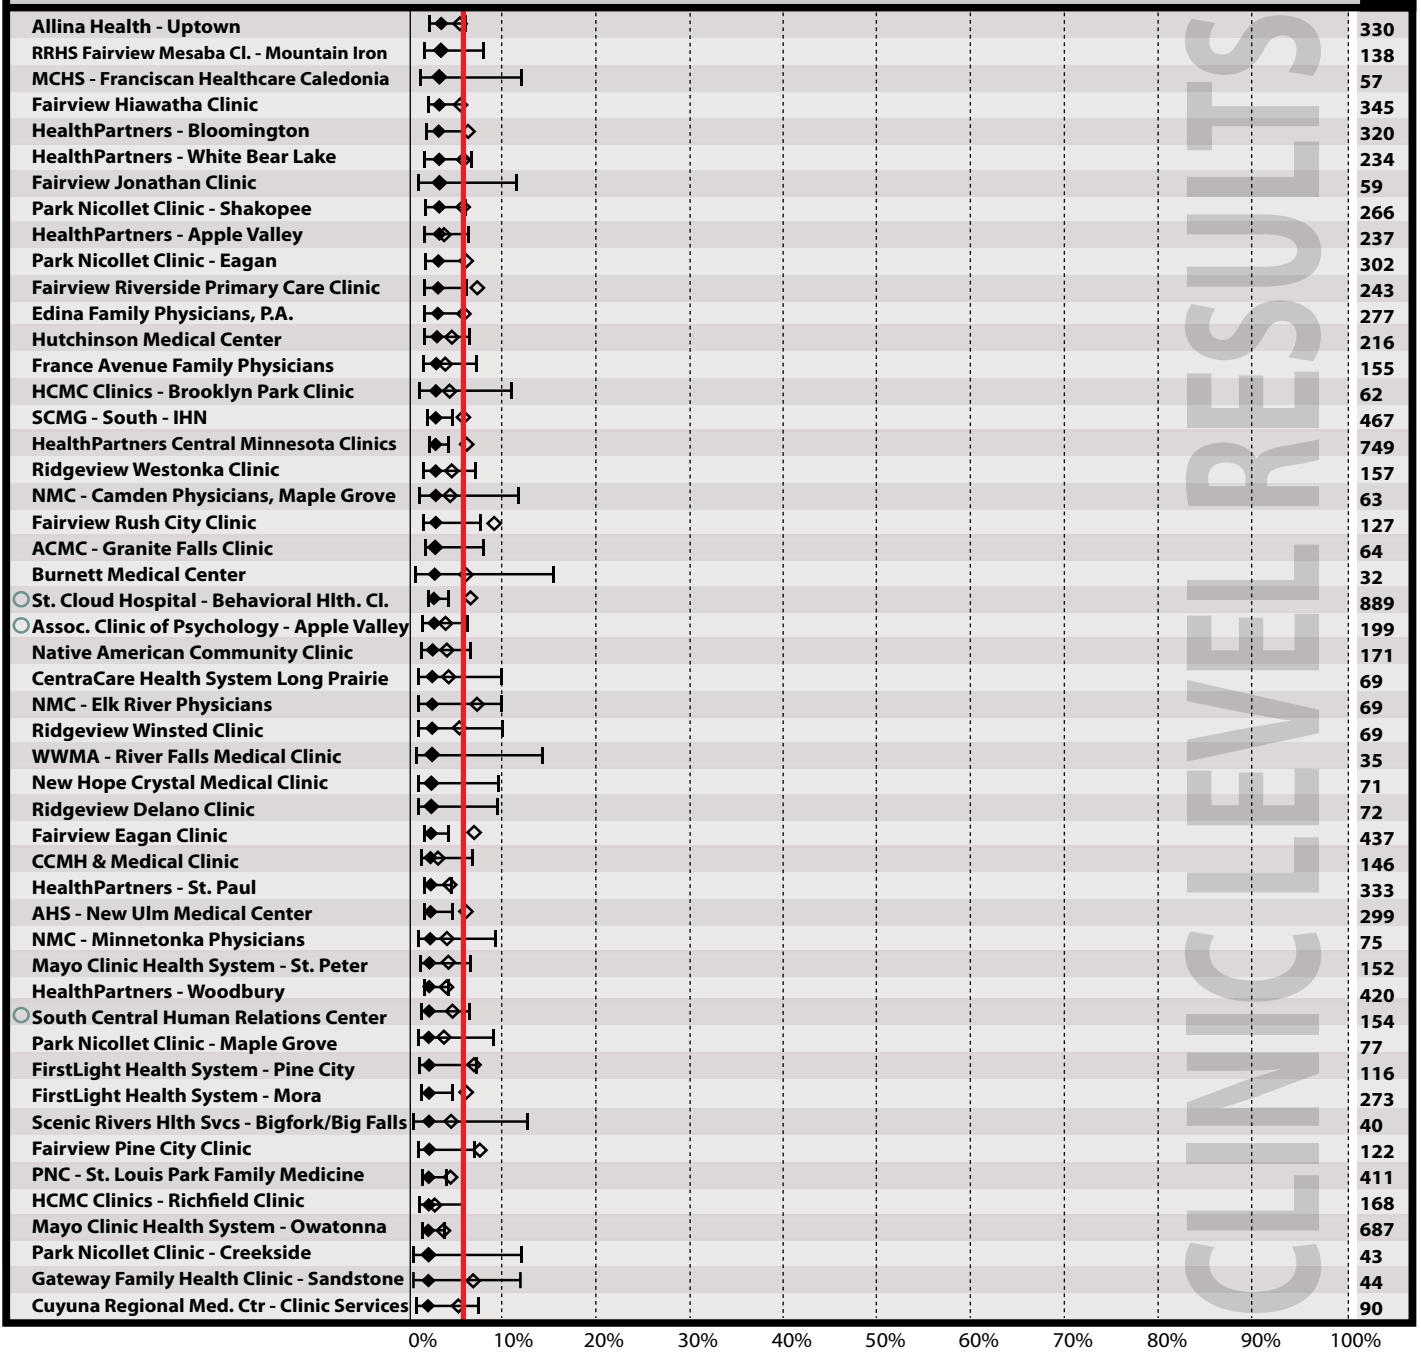 Allina Health - Uptown 330
RRHS Fairview Mesaba Cl. - Mountain Iron 138
MCHS - Franciscan Healthcare Caledonia 57
Fairview Hiawatha Clinic 345
HealthPartners - Bloomington 320
HealthPartners - White Bear Lake 234
Fairview Jonathan Clinic 59
Park Nicollet Clinic - Shakopee 266
HealthPartners - Apple Valley 237
Park Nicollet Clinic - Eagan 302
Fairview Riverside Primary Care Clinic 243
Edina Family Physicians, P.A. 277
Hutchinson Medical Center 216
France Avenue Family Physicians 155
HCMC Clinics - Brooklyn Park Clinic 62
SCMG - South - IHN 467
HealthPartners Central Minnesota Clinics 749
Ridgeview Westonka Clinic 157
NMC - Camden Physicians, Maple Grove 63
Fairview Rush City Clinic 127
ACMC - Granite Falls Clinic 64
Burnett Medical Center 32
St. Cloud Hospital - Behavioral Hlth. Cl. 889
Assoc. Clinic of Psychology - Apple Valley 199
Native American Community Clinic 171
CentraCare Health System Long Prairie 69
NMC - Elk River Physicians 69
Ridgeview Winsted Clinic 69
WWMA - River Falls Medical Clinic 35
New Hope Crystal Medical Clinic 71
Ridgeview Delano Clinic 72
Fairview Eagan Clinic 437
CCMH & Medical Clinic 146
HealthPartners - St. Paul 333
AHS - New Ulm Medical Center 299
NMC - Minnetonka Physicians 75
Mayo Clinic Health System - St. Peter 152
HealthPartners - Woodbury 420
South Central Human Relations Center 154
Park Nicollet Clinic - Maple Grove 77
FirstLight Health System - Pine City 116
FirstLight Health System - Mora 273
Scenic Rivers Hlth Svcs - Bigfork/Big Falls 40
Fairview Pine City Clinic 122
PNC - St. Louis Park Family Medicine 411
HCMC Clinics - Richfield Clinic 168
Mayo Clinic Health System - Owatonna 687
Park Nicollet Clinic - Creekside 43
Gateway Family Health Clinic - Sandstone 44
Cuyuna Regional Med. Ctr - Clinic Services 90
0% 10% 20% 30% 40% 50% 60% 70% 80% 90% 100%
CLINIC LEVEL RESULTS